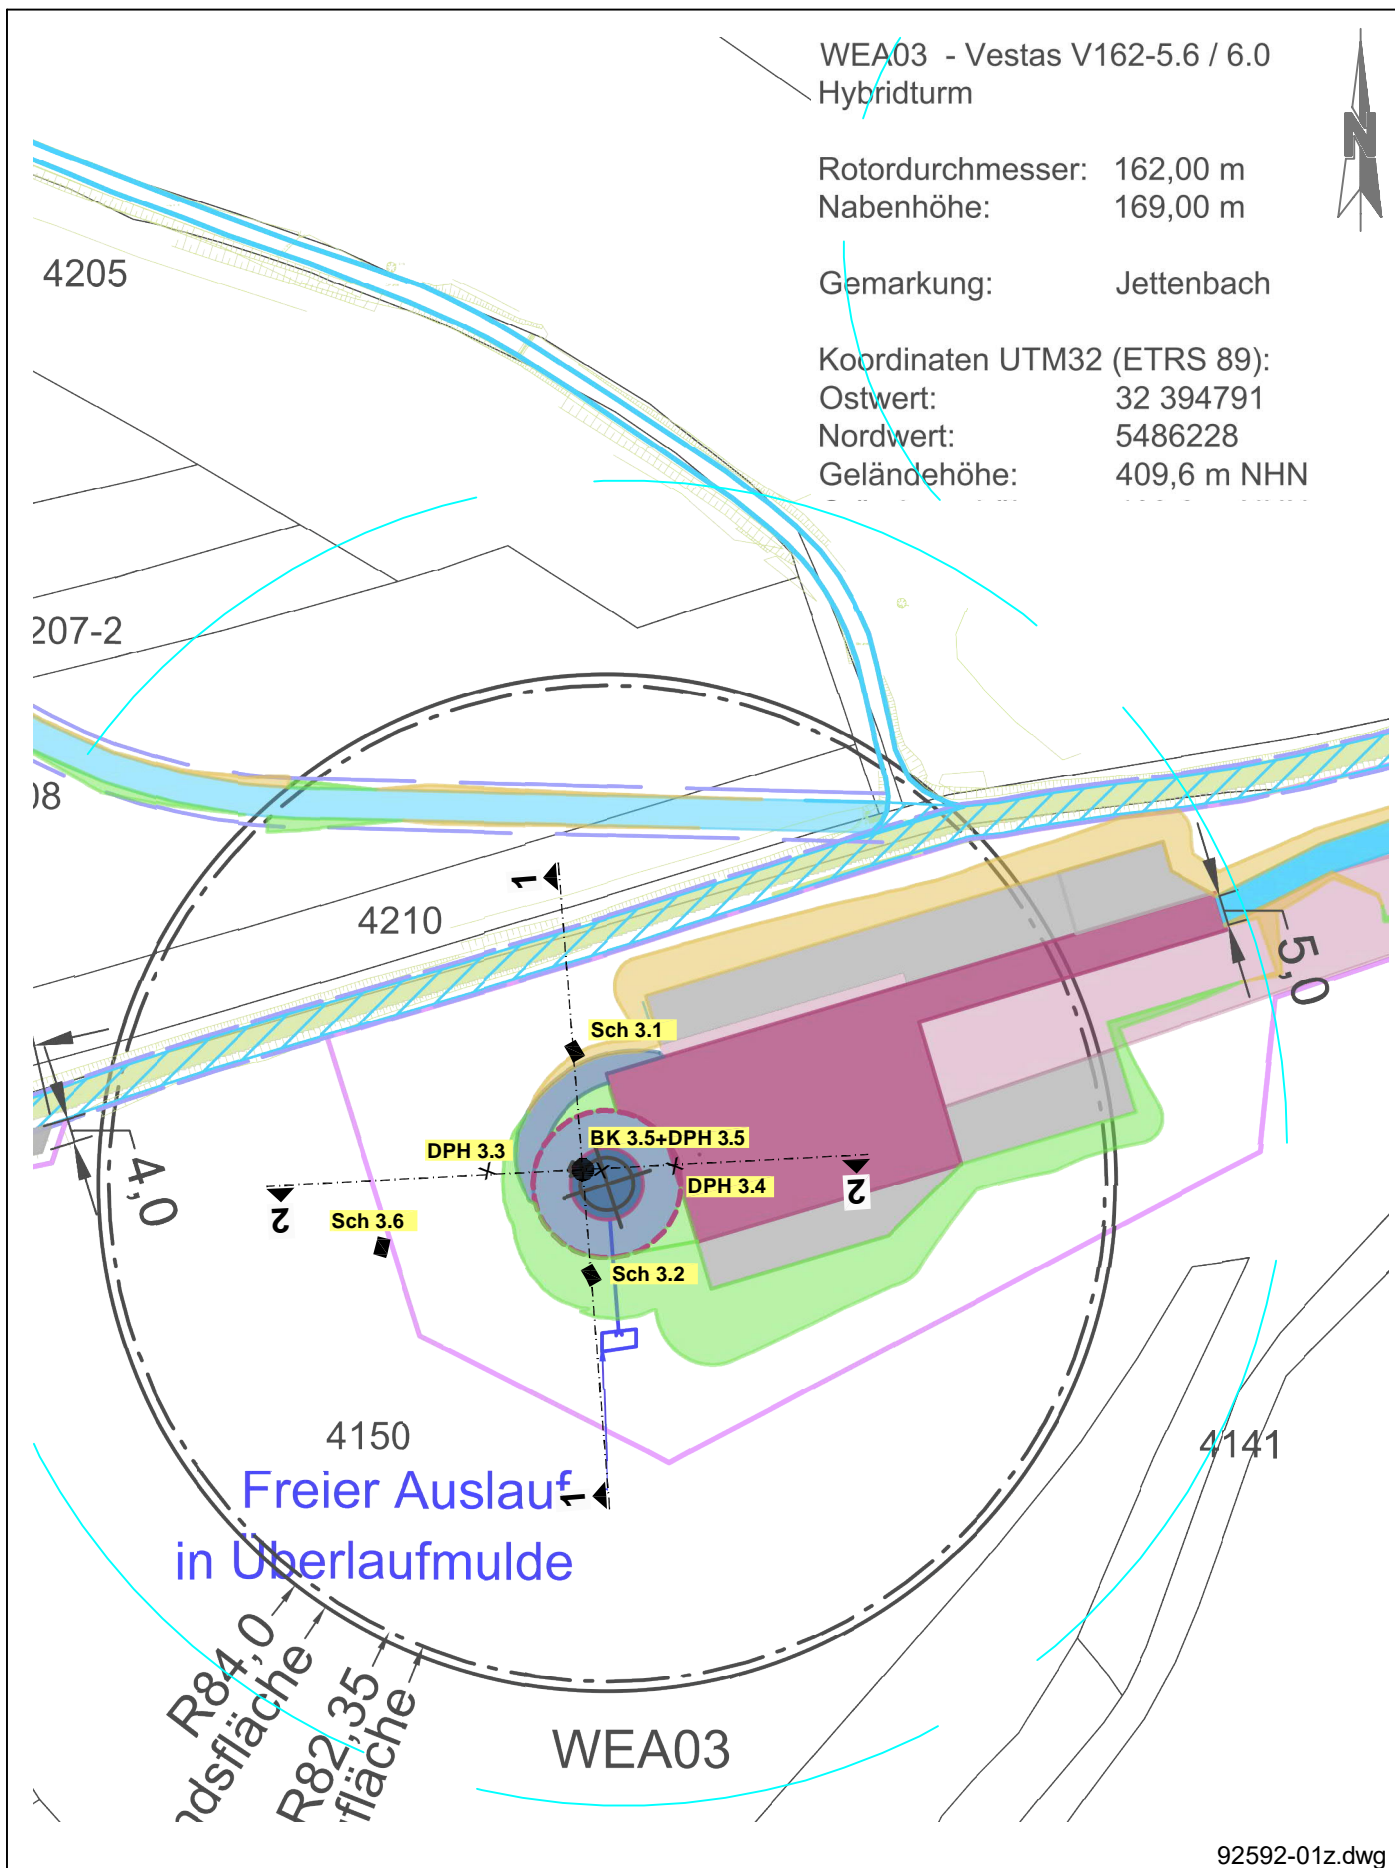 WEA03 - Vestas V162-5.6 / 6.0
Hybridturm
Rotordurchmesser: 162,00 m
Nabenhöhe: 169,00 m
Gemarkung: Jettenbach
Koordinaten UTM32 (ETRS 89):
Ostwert: 32 394791
Nordwert: 5486228
Geländehöhe: 409,6 m NHN
N
4205
207-2
08
4210
1
5,0
Sch 3.1
4,0
DPH 3.3
BK 3.5+DPH 3.5
DPH 3.4
2
2
Sch 3.6
Sch 3.2
4150
4141
Freier Auslauf
1
in Überlaufmulde
R84,0
ndsfläche
R82,35
fläche
WEA03
92592-01z.dwg